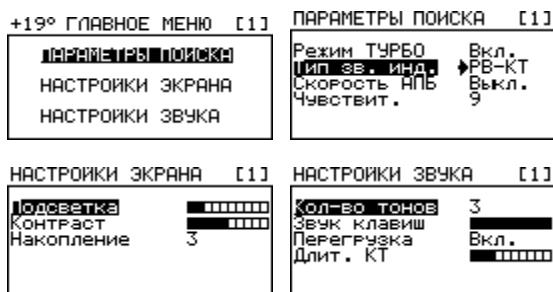 +19° ГЛАВНОЕ МЕНЮ [1]
ПАРАМЕТРЫ ПОИСКА
НАСТРОЙКИ ЭКРАНА
НАСТРОЙКИ ЗВУКА
ПАРАМЕТРЫ ПОИСКА [1]
Режим ТУРБО Вкл.
Тип зв. инд. РВ-КТ
Скорость АПБ Выкл.
Чувствит. 9
НАСТРОЙКИ ЭКРАНА [1]
Подсветка
Контраст
Накопление 3
НАСТРОЙКИ ЗВУКА [1]
Кол-во тонов 3
Звук клавиш
Перегрузка Вкл.
Длит. КТ